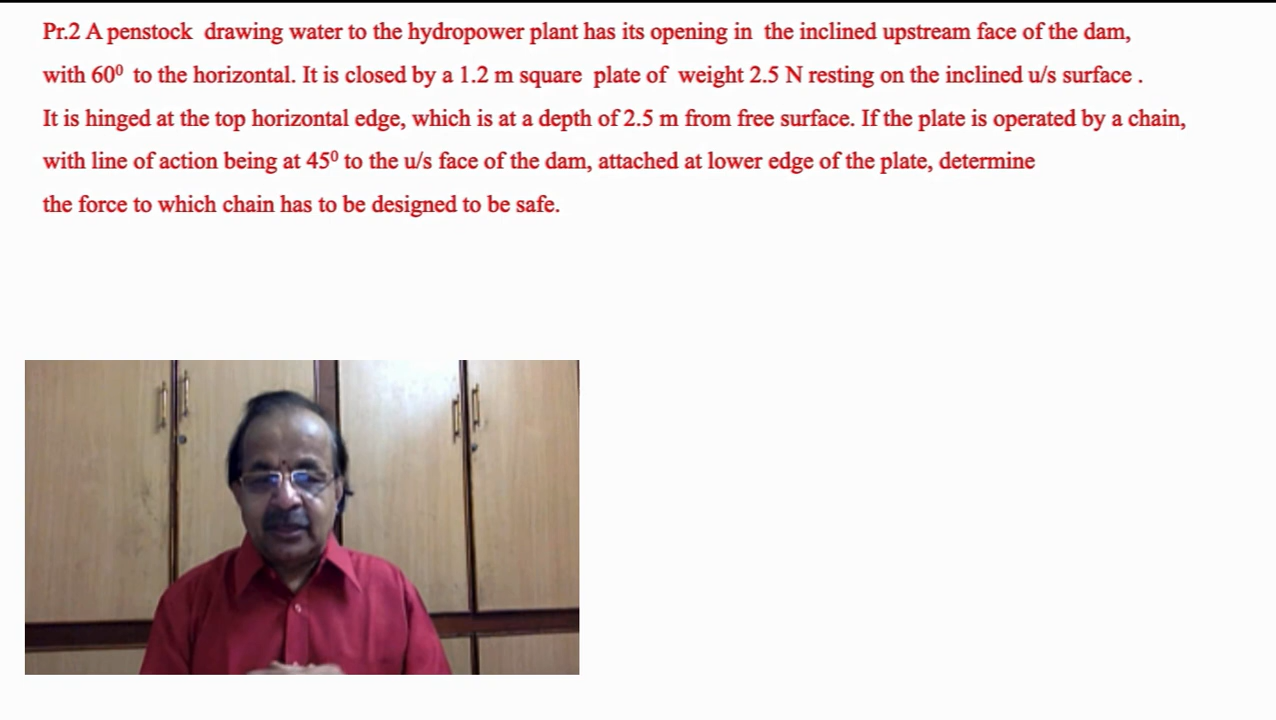 Pr.2 A penstock drawing water to the hydropower plant has its opening in the inclined upstream face of the dam,
with 60⁰ to the horizontal. It is closed by a 1.2 m square plate of weight 2.5 N resting on the inclined u/s surface .
It is hinged at the top horizontal edge, which is at a depth of 2.5 m from free surface. If the plate is operated by a chain,
with line of action being at 45⁰ to the u/s face of the dam, attached at lower edge of the plate, determine
the force to which chain has to be designed to be safe.